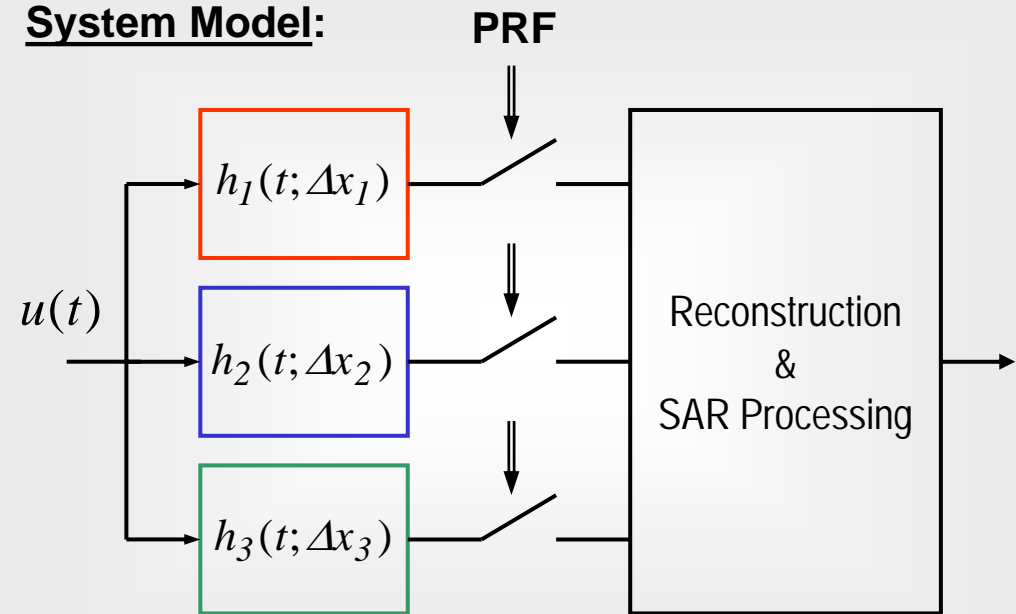 System Model:
PRF
h1(t; Δx1)
u(t)
h2(t; Δx2)
h3(t; Δx3)
Reconstruction
&
SAR Processing